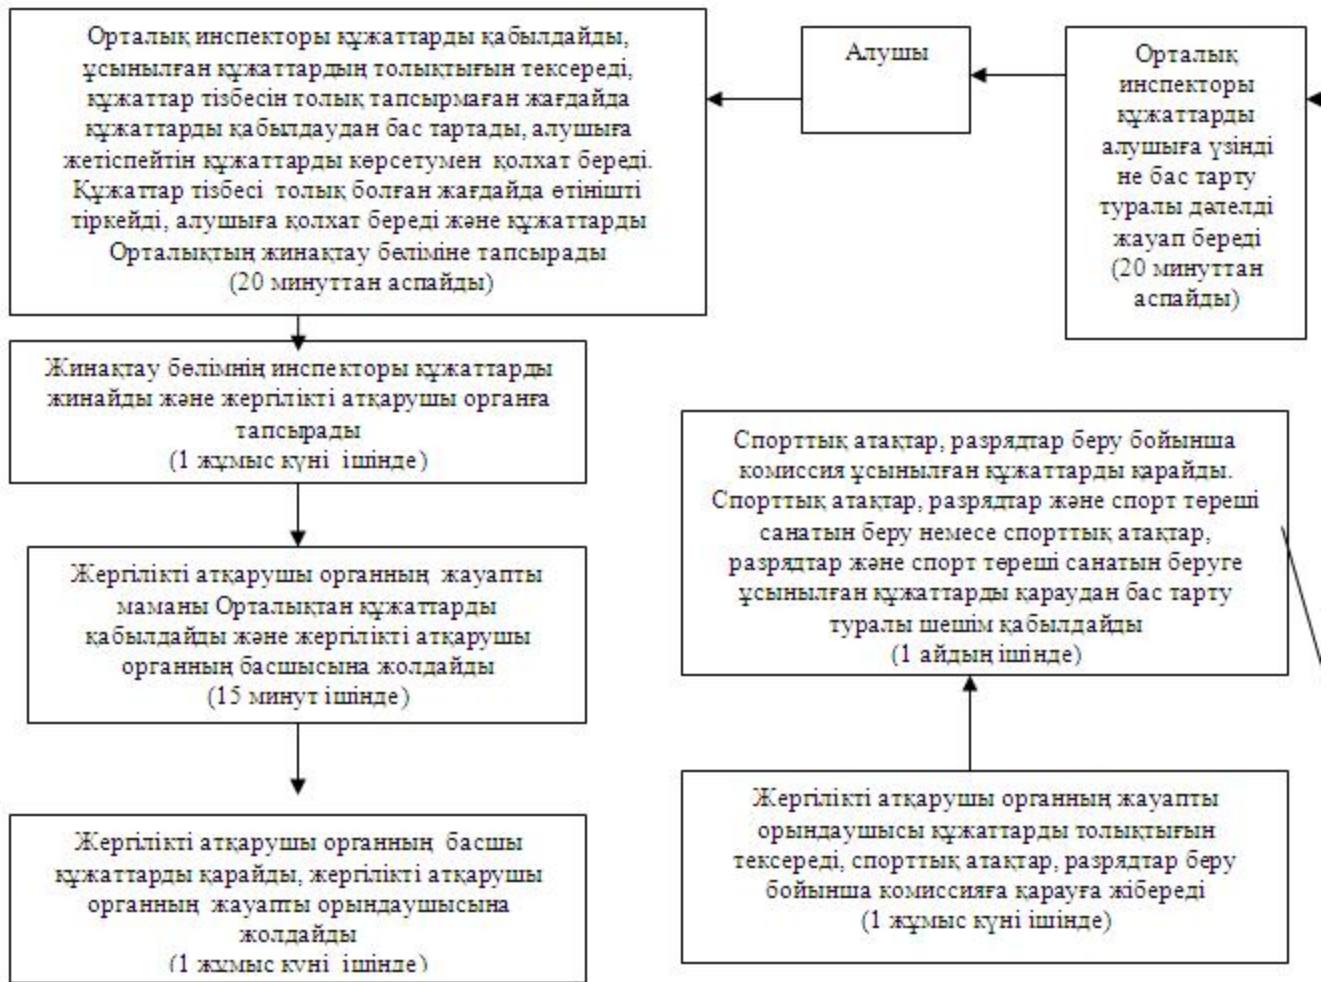 Орталық инспекторы құжаттарды қабылдайды,
ұсынылған құжаттардың толықтығын тексереді,
құжаттар тізбесін толық тапсырмаған жағдайда
құжаттарды қабылдаудан бас тартады, алушыға
жетіспейтін құжаттарды көрсетумен қолхат береді.
Құжаттар тізбесі толық болған жағдайда өтінішті
тіркейді, алушыға қолхат береді және құжаттарды
Орталықтың жинақтау бөліміне тапсырады
(20 минуттан аспайды)
Алушы
Орталық
инспекторы
құжаттарды
алушыға үзінді
не бас тарту
туралы дәлелді
жауап береді
(20 минуттан
аспайды)
Жинақтау бөлімнің инспекторы құжаттарды
жинайды және жергілікті атқарушы органға
тапсырады
(1 жұмыс күні ішінде)
Жергілікті атқарушы органның жауапты
маманы Орталықтан құжаттарды
қабылдайды және жергілікті атқарушы
органның басшысына жолдайды
(15 минут ішінде)
Жергілікті атқарушы органның басшы
құжаттарды қарайды, жергілікті атқарушы
органның жауапты орындаушысына
жолдайды
(1 жұмыс күні ішінде)
Спорттық атақтар, разрядтар беру бойынша
комиссия ұсынылған құжаттарды қарайды.
Спорттық атақтар, разрядтар және спорт төреші
санатын беру немесе спорттық атақтар,
разрядтар және спорт төреші санатын беруге
ұсынылған құжаттарды қараудан бас тарту
туралы шешім қабылдайды
(1 айдың ішінде)
Жергілікті атқарушы органның жауапты
орындаушысы құжаттарды толықтығын
тексереді, спорттық атақтар, разрядтар беру
бойынша комиссияға қарауға жібереді
(1 жұмыс күні ішінде)